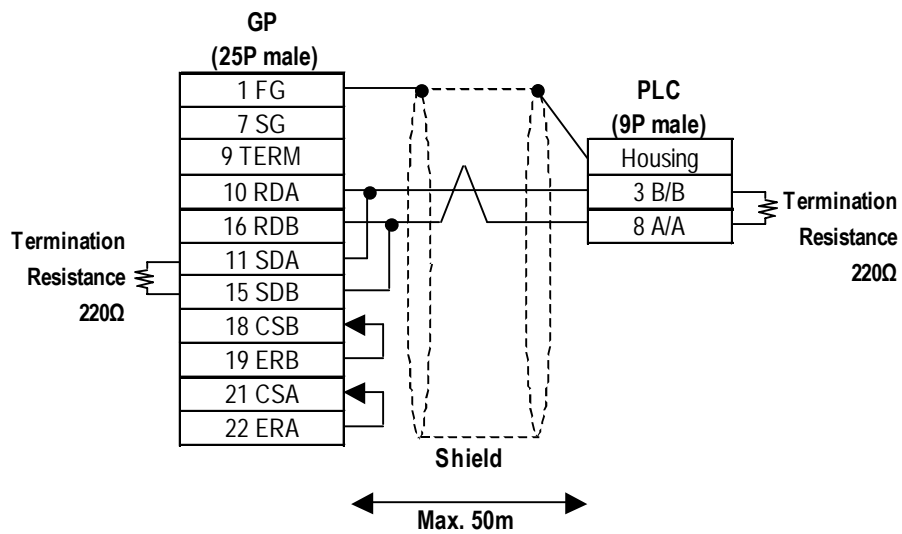 GP
(25P male)
1 FG
7 SG
9 TERM
10 RDA
16 RDB
11 SDA
15 SDB
18 CSB
19 ERB
21 CSA
22 ERA
Termination
Resistance
220Ω
PLC
(9P male)
Housing
3 B/B
8 A/A
Termination
Resistance
220Ω
Shield
Max. 50m